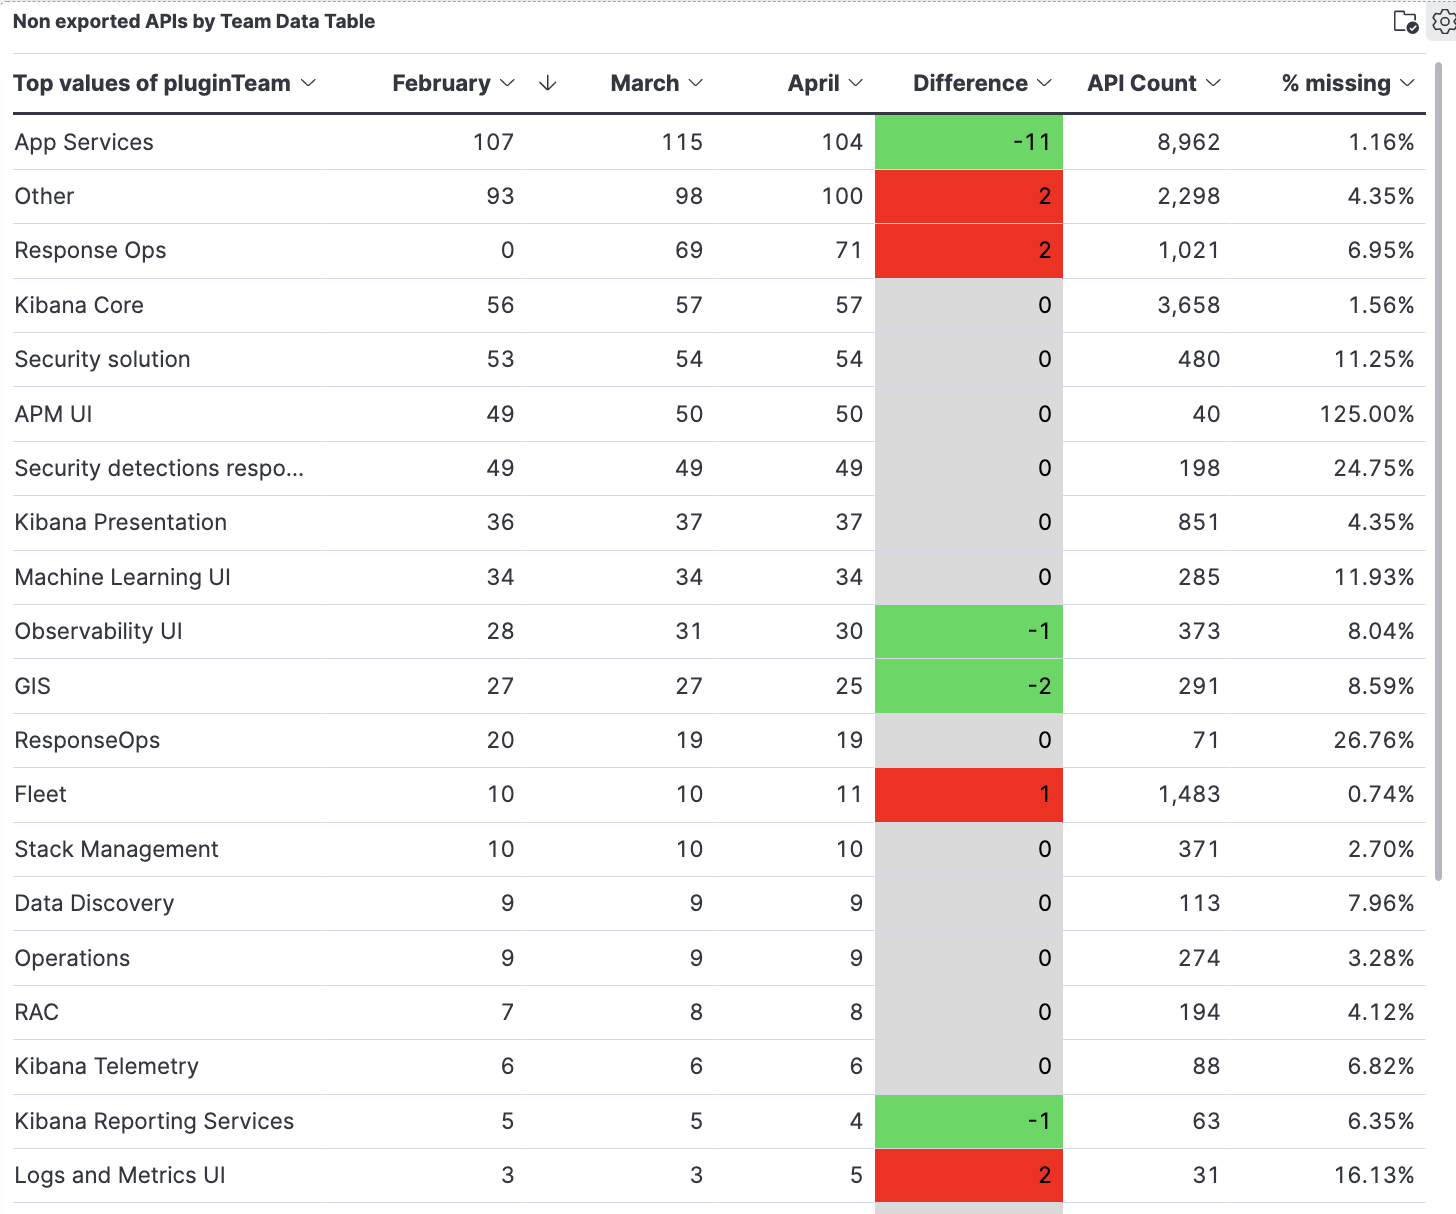 Non exported APIs by Team Data Table
Top values of pluginTeam February March April Difference API Count % missing
App Services 107 115 104 -11 8,962 1.16%
Other 93 98 100 2 2,298 4.35%
Response Ops 0 69 71 2 1,021 6.95%
Kibana Core 56 57 57 0 3,658 1.56%
Security solution 53 54 54 0 480 11.25%
APM UI 49 50 50 0 40 125.00%
Security detections respo... 49 49 49 0 198 24.75%
Kibana Presentation 36 37 37 0 851 4.35%
Machine Learning UI 34 34 34 0 285 11.93%
Observability UI 28 31 30 -1 373 8.04%
GIS 27 27 25 -2 291 8.59%
ResponseOps 20 19 19 0 71 26.76%
Fleet 10 10 11 1 1,483 0.74%
Stack Management 10 10 10 0 371 2.70%
Data Discovery 9 9 9 0 113 7.96%
Operations 9 9 9 0 274 3.28%
RAC 7 8 8 0 194 4.12%
Kibana Telemetry 6 6 6 0 88 6.82%
Kibana Reporting Services 5 5 4 -1 63 6.35%
Logs and Metrics UI 3 3 5 2 31 16.13%